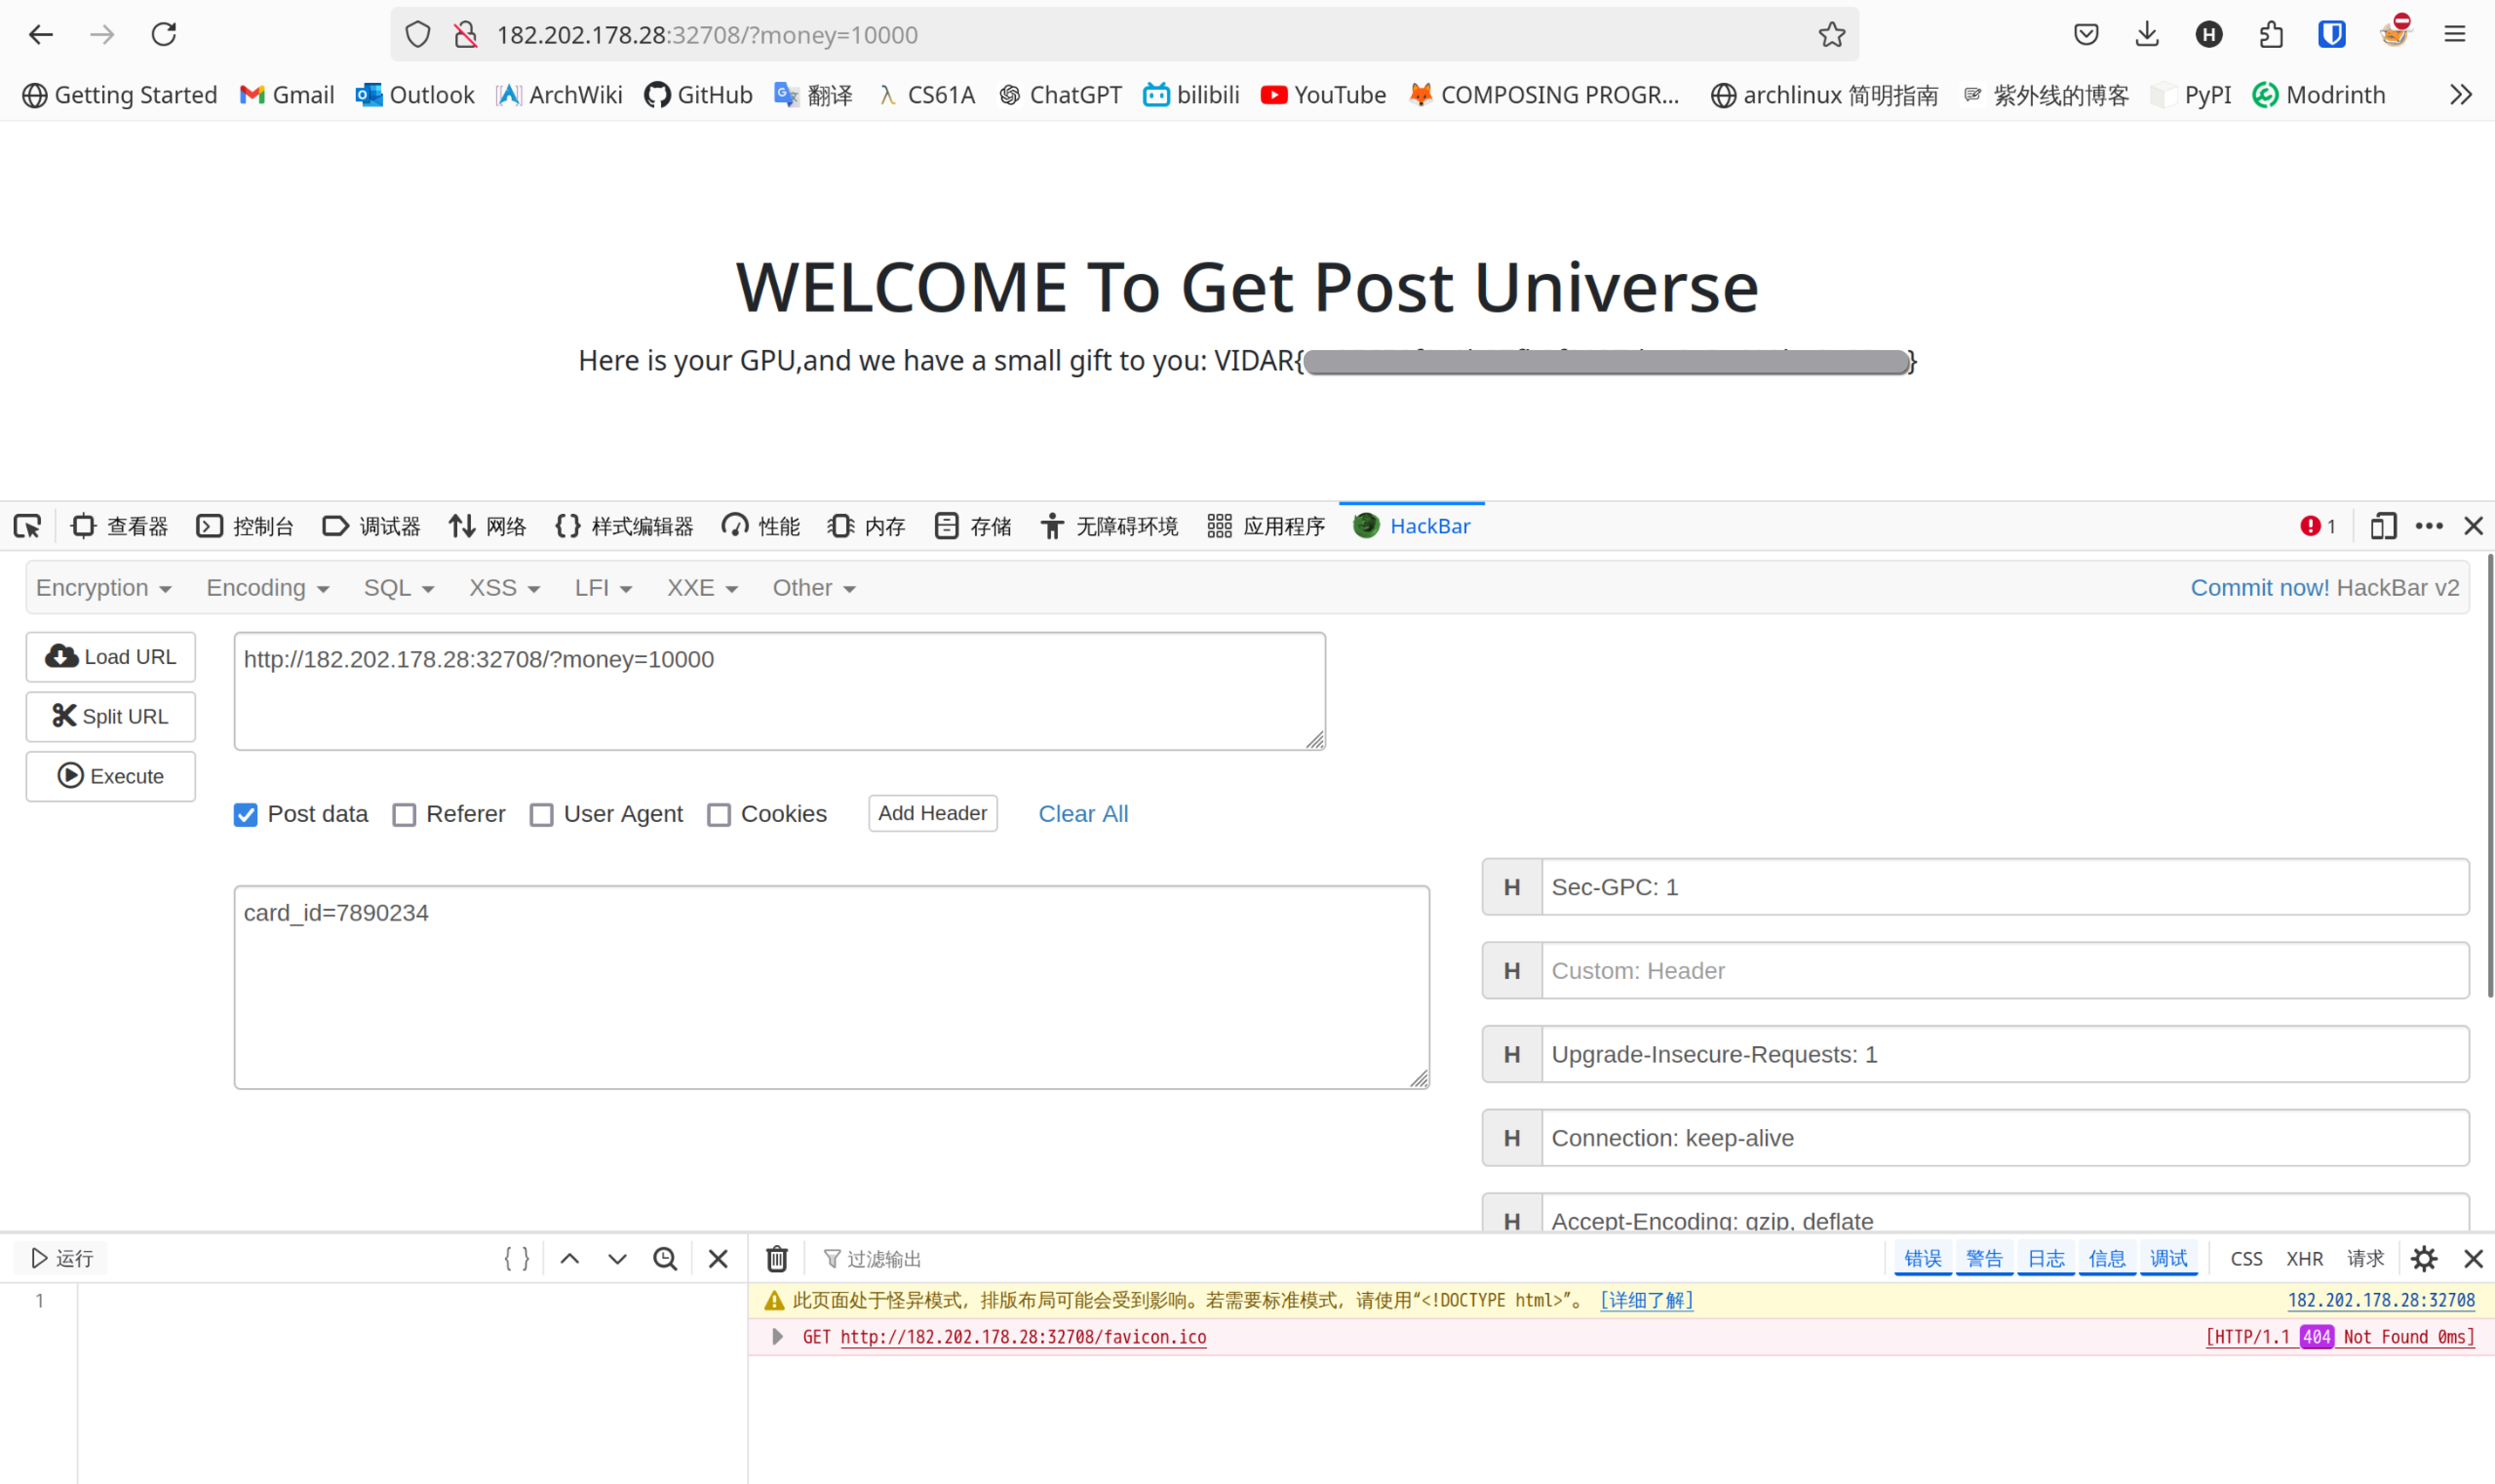 182.202.178.28:32708/?money=10000
Getting Started Gmail Outlook ArchWiki GitHub 翻译 CS61A ChatGPT bilibili YouTube COMPOSING PROGR... archlinux 简明指南 紫外线的博客 PyPI Modrinth
WELCOME To Get Post Universe
Here is your GPU,and we have a small gift to you: VIDAR{ }
查看器 控制台 调试器 网络 样式编辑器 性能 内存 存储 无障碍环境 应用程序 HackBar 1
Encryption Encoding SQL XSS LFI XXE Other Commit now! HackBar v2
Load URL
http://182.202.178.28:32708/?money=10000
Split URL
Execute
Post data Referer User Agent Cookies Add Header Clear All
H Sec-GPC: 1
card_id=7890234
H Custom: Header
H Upgrade-Insecure-Requests: 1
H Connection: keep-alive
H Accept-Encoding: gzip, deflate
运行 { } 过滤输出 错误 警告 日志 信息 调试 CSS XHR 请求
1
此页面处于怪异模式，排版布局可能会受到影响。若需要标准模式，请使用“<!DOCTYPE html>”。 [详细了解] 182.202.178.28:32708
GET http://182.202.178.28:32708/favicon.ico [HTTP/1.1 404 Not Found 0ms]